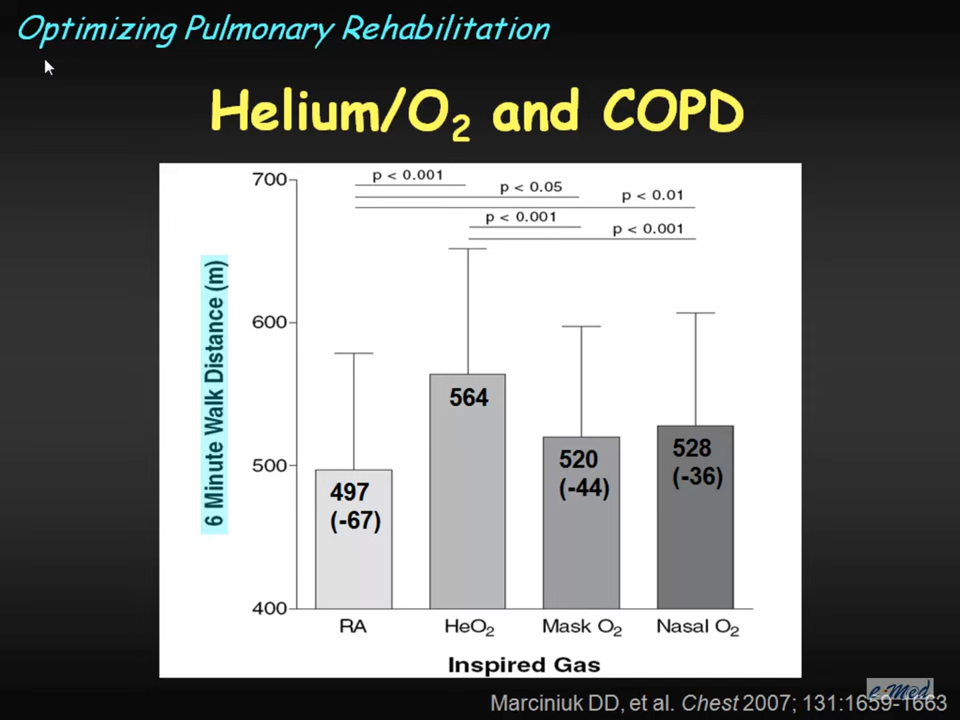 Optimizing Pulmonary Rehabilitation
Helium/O₂ and COPD
700
p < 0.001
p < 0.05
p < 0.01
p < 0.001
p < 0.001
600
500
400
6 Minute Walk Distance (m)
497
(-67)
564
520
(-44)
528
(-36)
RA HeO₂ Mask O₂ Nasal O₂
Inspired Gas
e-Med
Marciniuk DD, et al. Chest 2007; 131:1659-1663